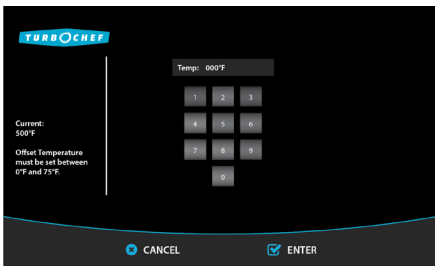 TURBOCHEF
Temp: 000°F
1 2 3
4 5 6
7 8 9
0
Current:
500°F
Offset Temperature
must be set between
0°F and 75°F.
CANCEL
ENTER